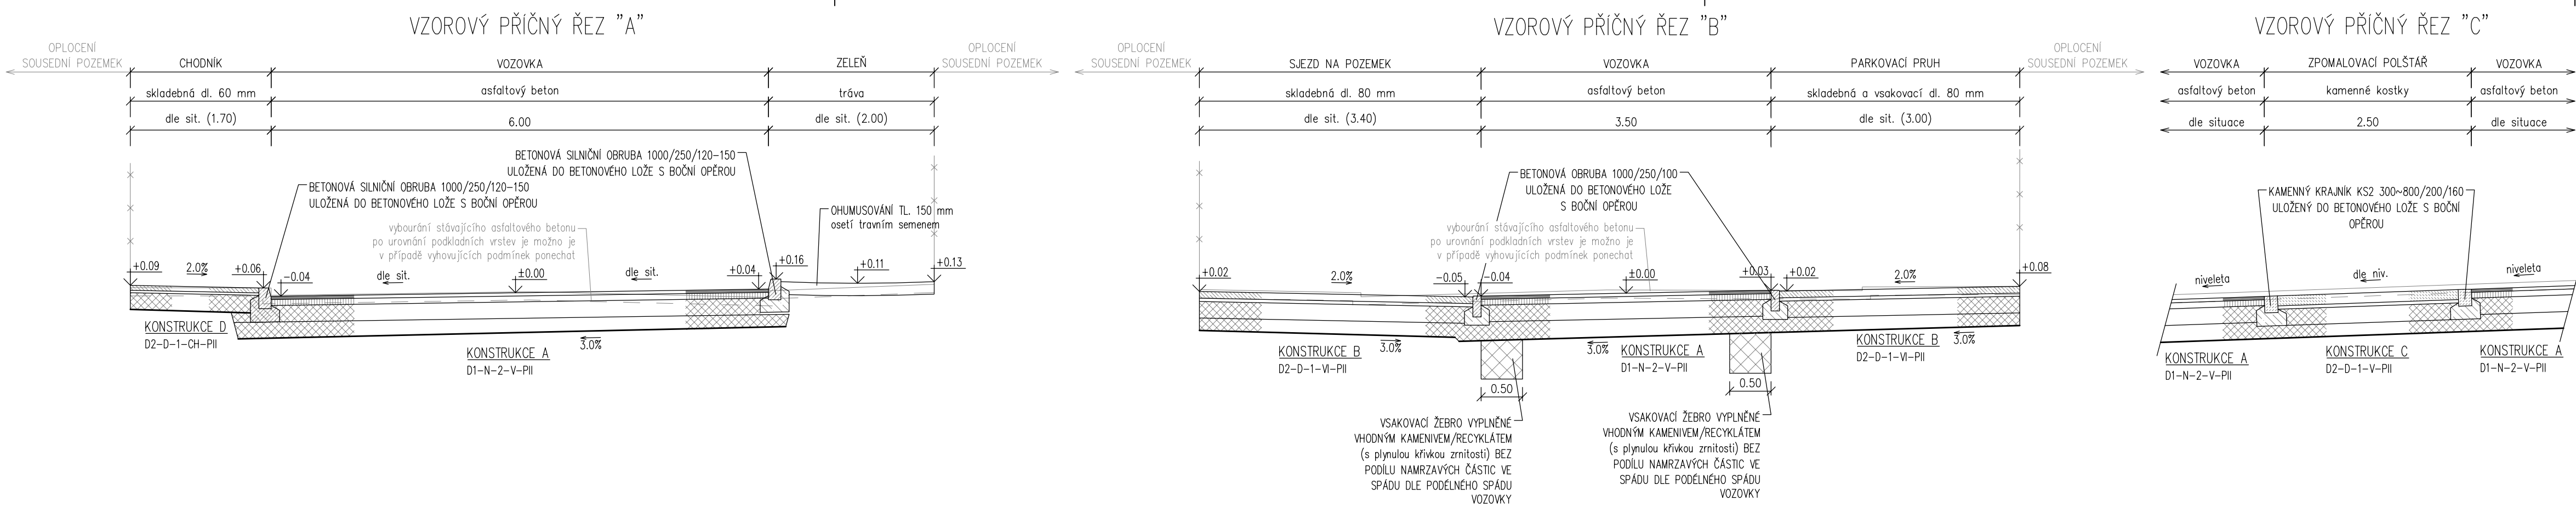 VZOROVÝ PŘÍČNÝ ŘEZ "A"
OPLOCENÍ
SOUSEDNÍ POZEMEK
CHODNÍK
VOZOVKA
ZELEŇ
OPLOCENÍ
SOUSEDNÍ POZEMEK
skladebná dl. 60 mm
asfaltový beton
tráva
dle sit. (1.70)
6.00
dle sit. (2.00)
BETONOVÁ SILNIČNÍ OBRUBA 1000/250/120-150
ULOŽENÁ DO BETONOVÉHO LOŽE S BOČNÍ OPĚROU
BETONOVÁ SILNIČNÍ OBRUBA 1000/250/120-150
ULOŽENÁ DO BETONOVÉHO LOŽE S BOČNÍ OPĚROU
OHUMUSOVÁNÍ TL. 150 mm
osetí travním semenem
vybourání stávajícího asfaltového betonu
po urovnání podkladních vrstev je možno je
v případě vyhovujících podmínek ponechat
+0.09
2.0%
+0.06
-0.04
dle sit.
±0.00
dle sit.
+0.04
+0.16
+0.11
+0.13
KONSTRUKCE D
D2-D-1-CH-PII
KONSTRUKCE A
D1-N-2-V-PII
3.0%
VZOROVÝ PŘÍČNÝ ŘEZ "B"
OPLOCENÍ
SOUSEDNÍ POZEMEK
SJEZD NA POZEMEK
VOZOVKA
PARKOVACÍ PRUH
OPLOCENÍ
SOUSEDNÍ POZEMEK
skladebná dl. 80 mm
asfaltový beton
skladebná a vsakovací dl. 80 mm
dle sit. (3.40)
3.50
dle sit. (3.00)
BETONOVÁ OBRUBA 1000/250/100
ULOŽENÁ DO BETONOVÉHO LOŽE
S BOČNÍ OPĚROU
vybourání stávajícího asfaltového betonu
po urovnání podkladních vrstev je možno je
v případě vyhovujících podmínek ponechat
+0.02
2.0%
-0.05
-0.04
±0.00
+0.03
+0.02
2.0%
+0.08
KONSTRUKCE B
D2-D-1-VI-PII
3.0%
3.0%
KONSTRUKCE A
D1-N-2-V-PII
KONSTRUKCE B
D2-D-1-VI-PII
3.0%
0.50
0.50
VSAKOVACÍ ŽEBRO VYPLNĚNÉ
VHODNÝM KAMENIVEM/RECYKLÁTEM
(s plynulou křivkou zrnitosti) BEZ
PODÍLU NAMRZAVÝCH ČÁSTIC VE
SPÁDU DLE PODÉLNÉHO SPÁDU
VOZOVKY
VSAKOVACÍ ŽEBRO VYPLNĚNÉ
VHODNÝM KAMENIVEM/RECYKLÁTEM
(s plynulou křivkou zrnitosti) BEZ
PODÍLU NAMRZAVÝCH ČÁSTIC VE
SPÁDU DLE PODÉLNÉHO SPÁDU
VOZOVKY
VZOROVÝ PŘÍČNÝ ŘEZ "C"
VOZOVKA
ZPOMALOVACÍ POLŠTÁŘ
VOZOVKA
asfaltový beton
kamenné kostky
asfaltový beton
dle situace
2.50
dle situace
KAMENNÝ KRAJNÍK KS2 300~800/200/160
ULOŽENÝ DO BETONOVÉHO LOŽE S BOČNÍ
OPĚROU
niveleta
dle niv.
niveleta
KONSTRUKCE A
D1-N-2-V-PII
KONSTRUKCE C
D2-D-1-V-PII
KONSTRUKCE A
D1-N-2-V-PII